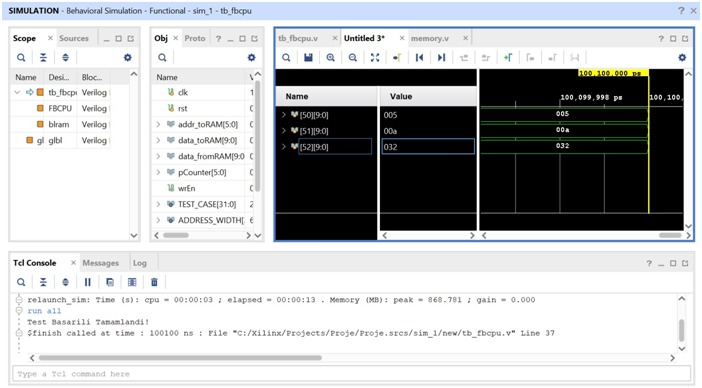 SIMULATION - Behavioral Simulation - Functional - sim_1 - tb_fbcpu
Scope Sources
Name Desi... Bloc...
tb_fbcpu Verilog
FBCPU Verilog
blram Verilog
gl glbl Verilog
Obj Proto
Name
clk 1
rst
addr_toRAM[5:0]
data_toRAM[9:0]
data_fromRAM[9:0]
pCounter[5:0]
wrEn
TEST_CASE[31:0] 2
ADDRESS_WIDTH[ 6
tb_fbcpu.v Untitled 3* memory.v
Name Value
[50][9:0] 005
[51][9:0] 00a
[52][9:0] 032
100,100,000 ps
100,099,998 ps 100,100,
005
00a
032
Tcl Console Messages Log
relaunch_sim: Time (s): cpu = 00:00:03 ; elapsed = 00:00:13 . Memory (MB): peak = 868.781 ; gain = 0.000
run all
Test Basarili Tamamlandi!
$finish called at time : 100100 ns : File "C:/Xilinx/Projects/Proje/Proje.srcs/sim_1/new/tb_fbcpu.v" Line 37
Type a Tcl command here